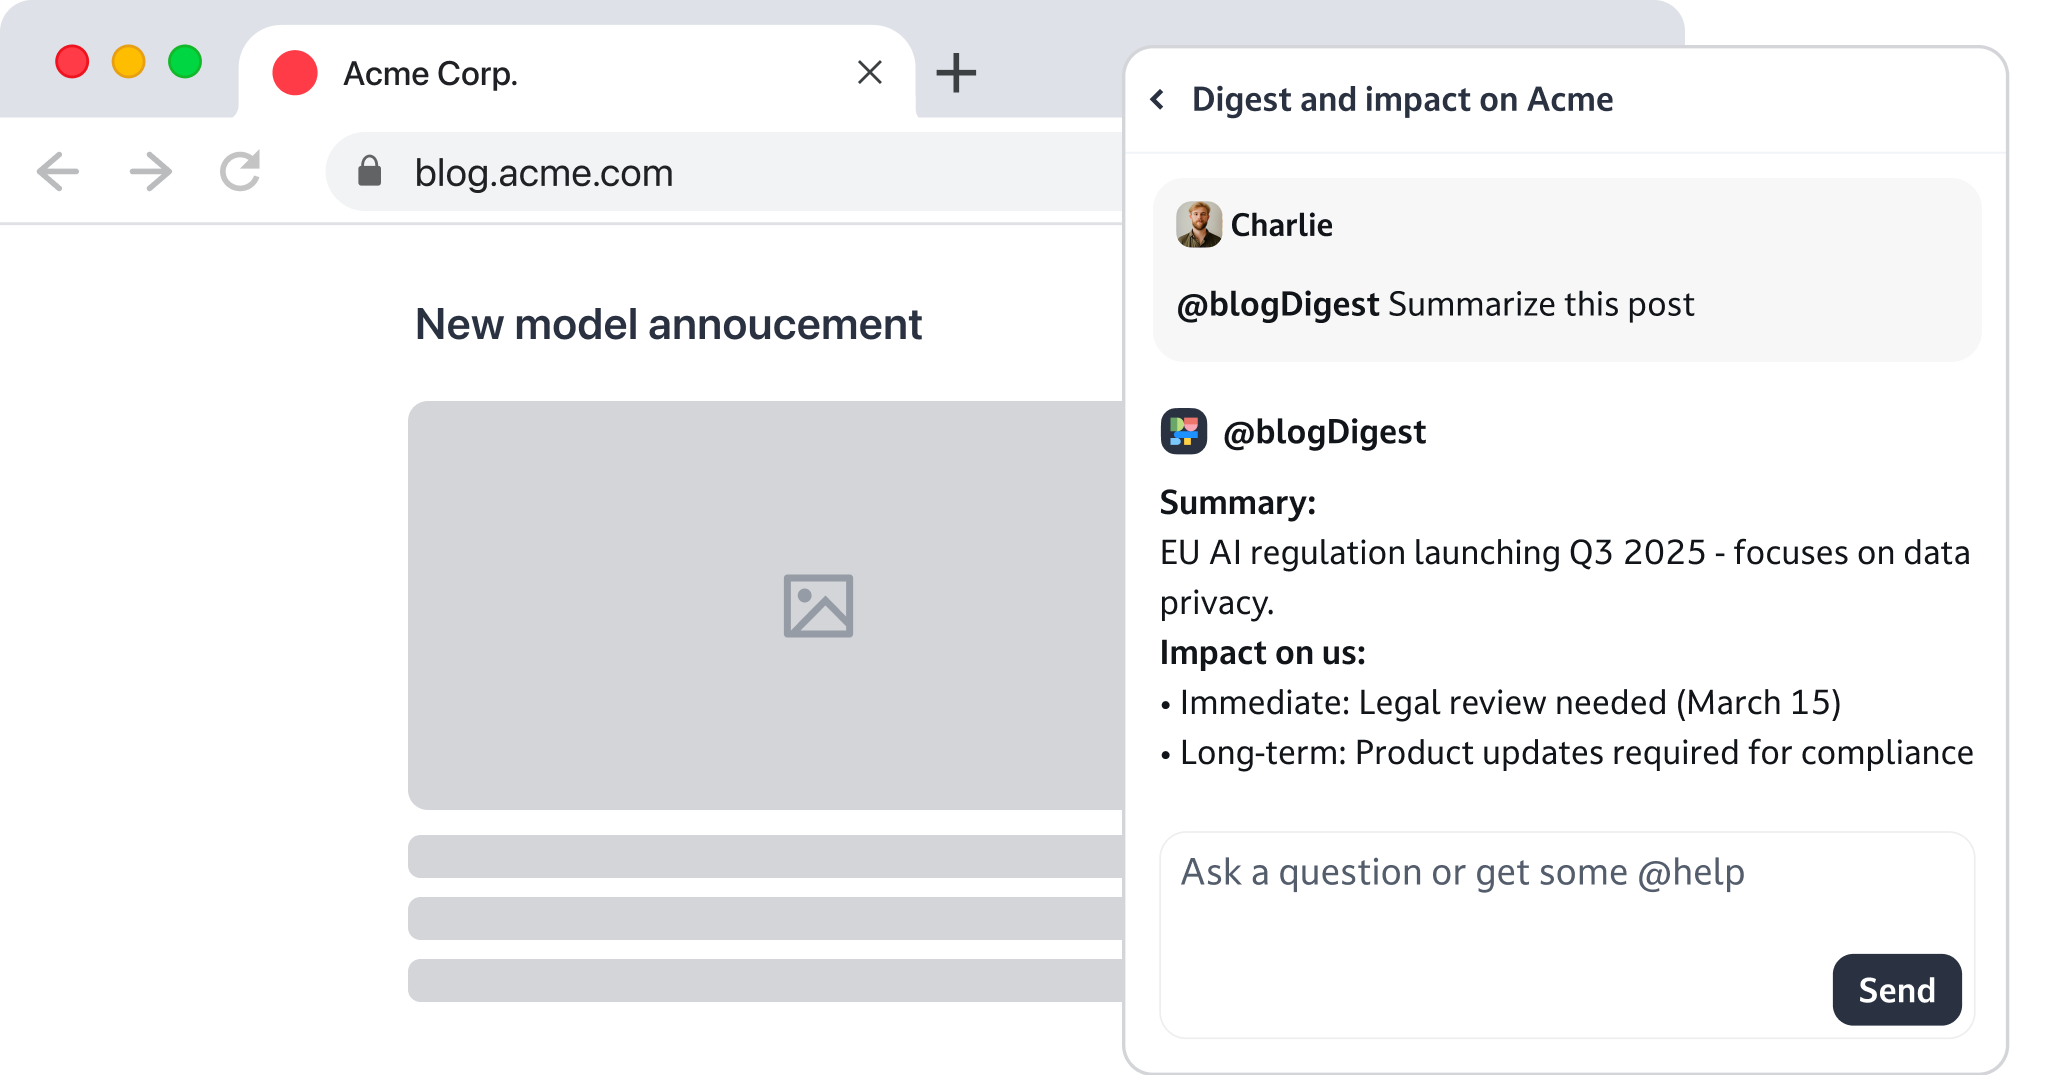 Acme Corp.
blog.acme.com
New model annoucement
Digest and impact on Acme
Charlie
@blogDigest Summarize this post
@blogDigest
Summary:
EU AI regulation launching Q3 2025 - focuses on data
privacy.
Impact on us:
• Immediate: Legal review needed (March 15)
• Long-term: Product updates required for compliance
Ask a question or get some @help
Send